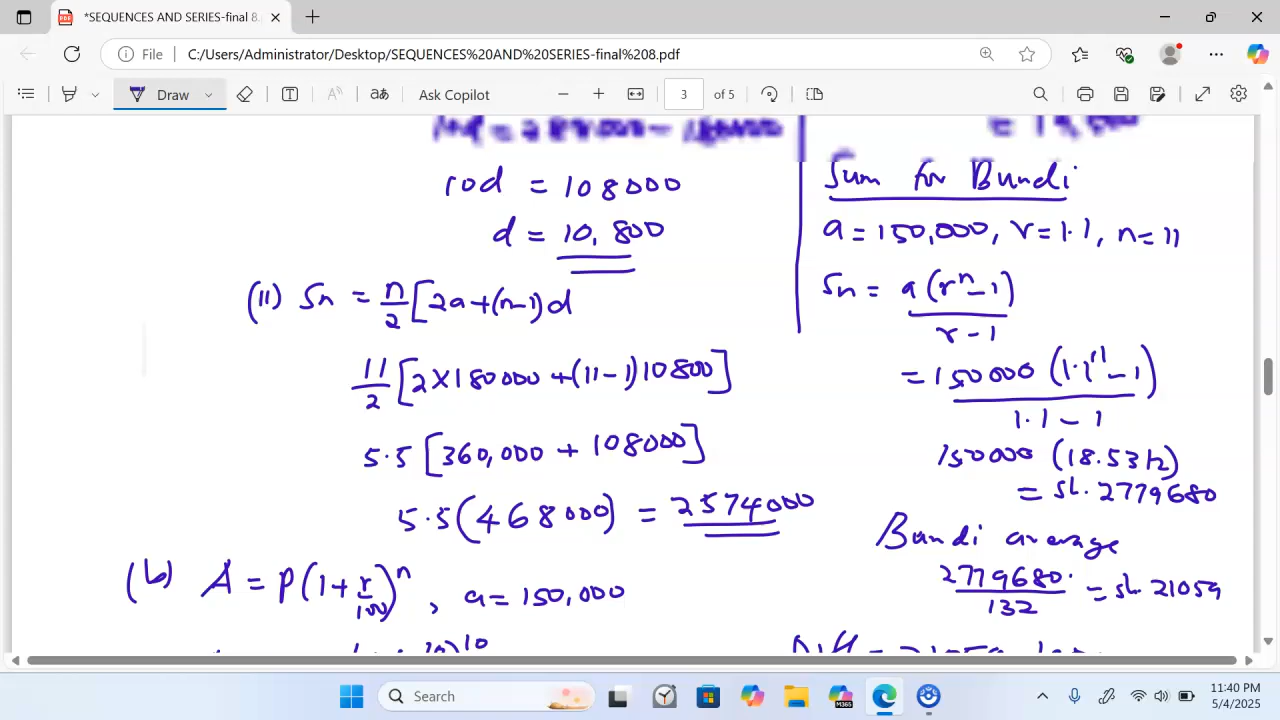 *SEQUENCES AND SERIES-final 8.
File C:/Users/Administrator/Desktop/SEQUENCES%20AND%20SERIES-final%208.pdf
Draw Ask Copilot 3 of 5
10d = 108000
d = 10,800
(11) Sn = n/2 [2a+(n-1)d
11/2 [2×180000 +(11-1)10800]
5.5 [360,000 + 108000]
5.5(468000) = 2574000
(b) A = P(1+r/100)^n , a = 150,000
Sum for Bundi
a = 150,000, r = 1.1, n = 11
Sn = a(r^n-1)/r-1
= 150000 (1.1^11-1)/1.1-1
150000 (18.5312)
= sh. 2779680
Bundi average
2779680/132 = sh. 21059
Search
11:40 PM
5/4/2025